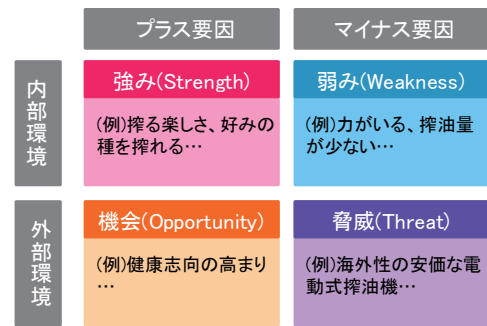 プラス要因
マイナス要因
内部環境
強み(Strength)
(例)搾る楽しさ、好みの
種を搾れる…
弱み(Weakness)
(例)力がいる、搾油量
が少ない…
外部環境
機会(Opportunity)
(例)健康志向の高まり
…
脅威(Threat)
(例)海外性の安価な電
動式搾油機…